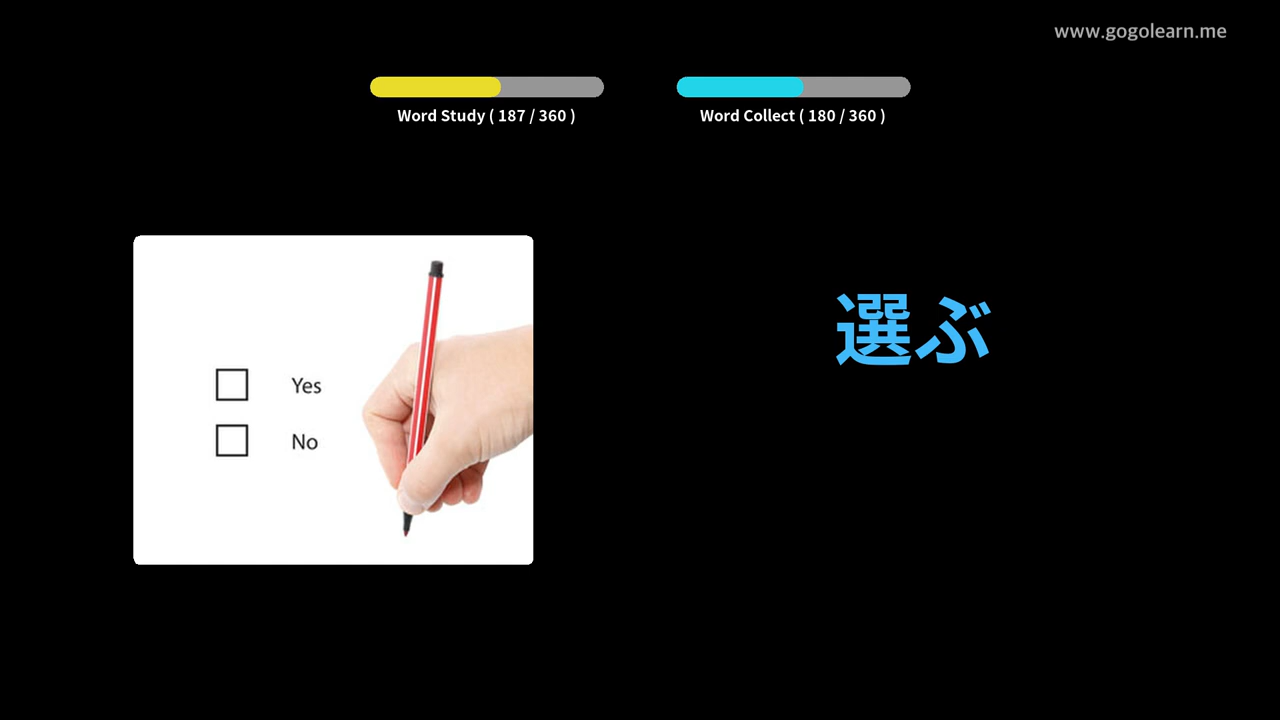 www.gogolearn.me
Word Study ( 187 / 360 )
Word Collect ( 180 / 360 )
Yes
No
選ぶ